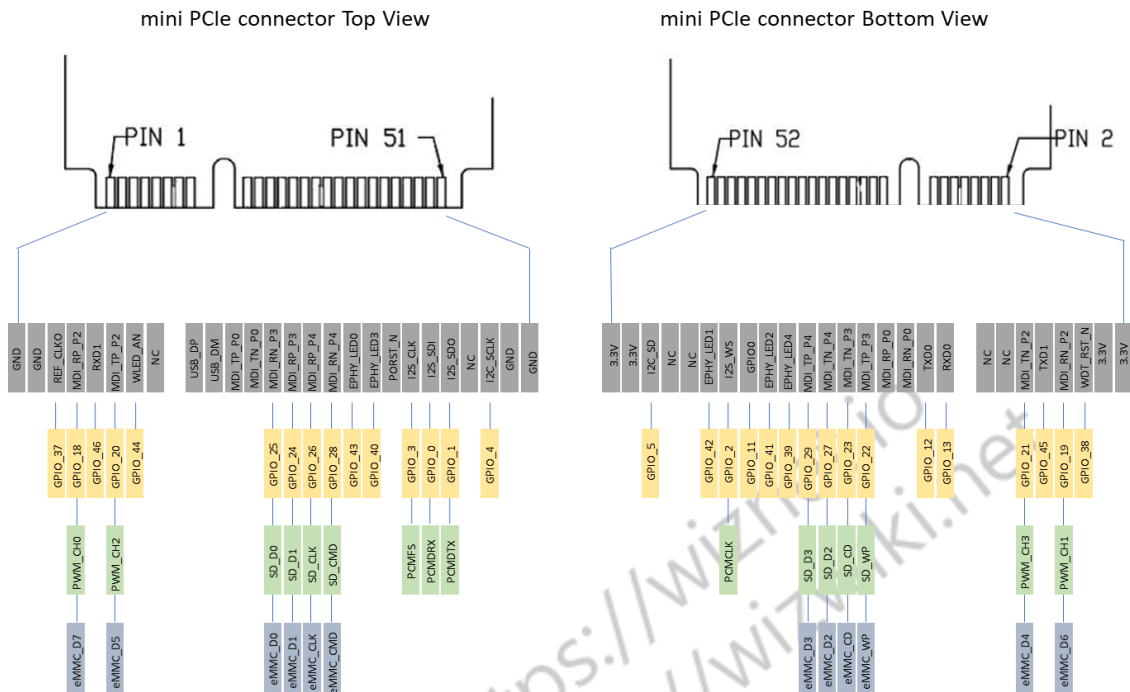 mini PCIe connector Top View
mini PCIe connector Bottom View
PIN 1
PIN 51
PIN 52
PIN 2
GND
GND
REF_CLKO
MDI_RP_P2
RXD1
MDI_TP_P2
WLED_AN
NC
USB_DP
USB_DM
MDI_TP_P0
MDI_TN_P0
MDI_RN_P3
MDI_RP_P3
MDI_RP_P4
MDI_RN_P4
EPHY_LED0
EPHY_LED3
PORST_N
I2S_CLK
I2S_SDI
I2S_SDO
NC
I2C_SCLK
GND
GND
3.3V
3.3V
I2C_SD
NC
NC
EPHY_LED1
I2S_WS
GPIO0
EPHY_LED2
EPHY_LED4
MDI_TP_P4
MDI_TN_P4
MDI_TN_P3
MDI_TP_P3
MDI_RP_P0
MDI_RN_P0
TXD0
RXD0
NC
NC
MDI_TN_P2
TXD1
MDI_RN_P2
WDT_RST_N
3.3V
3.3V
GPIO_37
GPIO_18
GPIO_46
GPIO_20
GPIO_44
GPIO_25
GPIO_24
GPIO_26
GPIO_28
GPIO_43
GPIO_40
GPIO_3
GPIO_0
GPIO_1
GPIO_4
GPIO_5
GPIO_42
GPIO_2
GPIO_11
GPIO_41
GPIO_39
GPIO_29
GPIO_27
GPIO_23
GPIO_22
GPIO_12
GPIO_13
GPIO_21
GPIO_45
GPIO_19
GPIO_38
PWM_CH0
PWM_CH2
SD_D0
SD_D1
SD_CLK
SD_CMD
PCMFS
PCMDRX
PCMDTX
PCMCLK
SD_D3
SD_D2
SD_CD
SD_WP
PWM_CH3
PWM_CH1
eMMC_D7
eMMC_D5
eMMC_D0
eMMC_D1
eMMC_CLK
eMMC_CMD
eMMC_D3
eMMC_D2
eMMC_CD
eMMC_WP
eMMC_D4
eMMC_D6